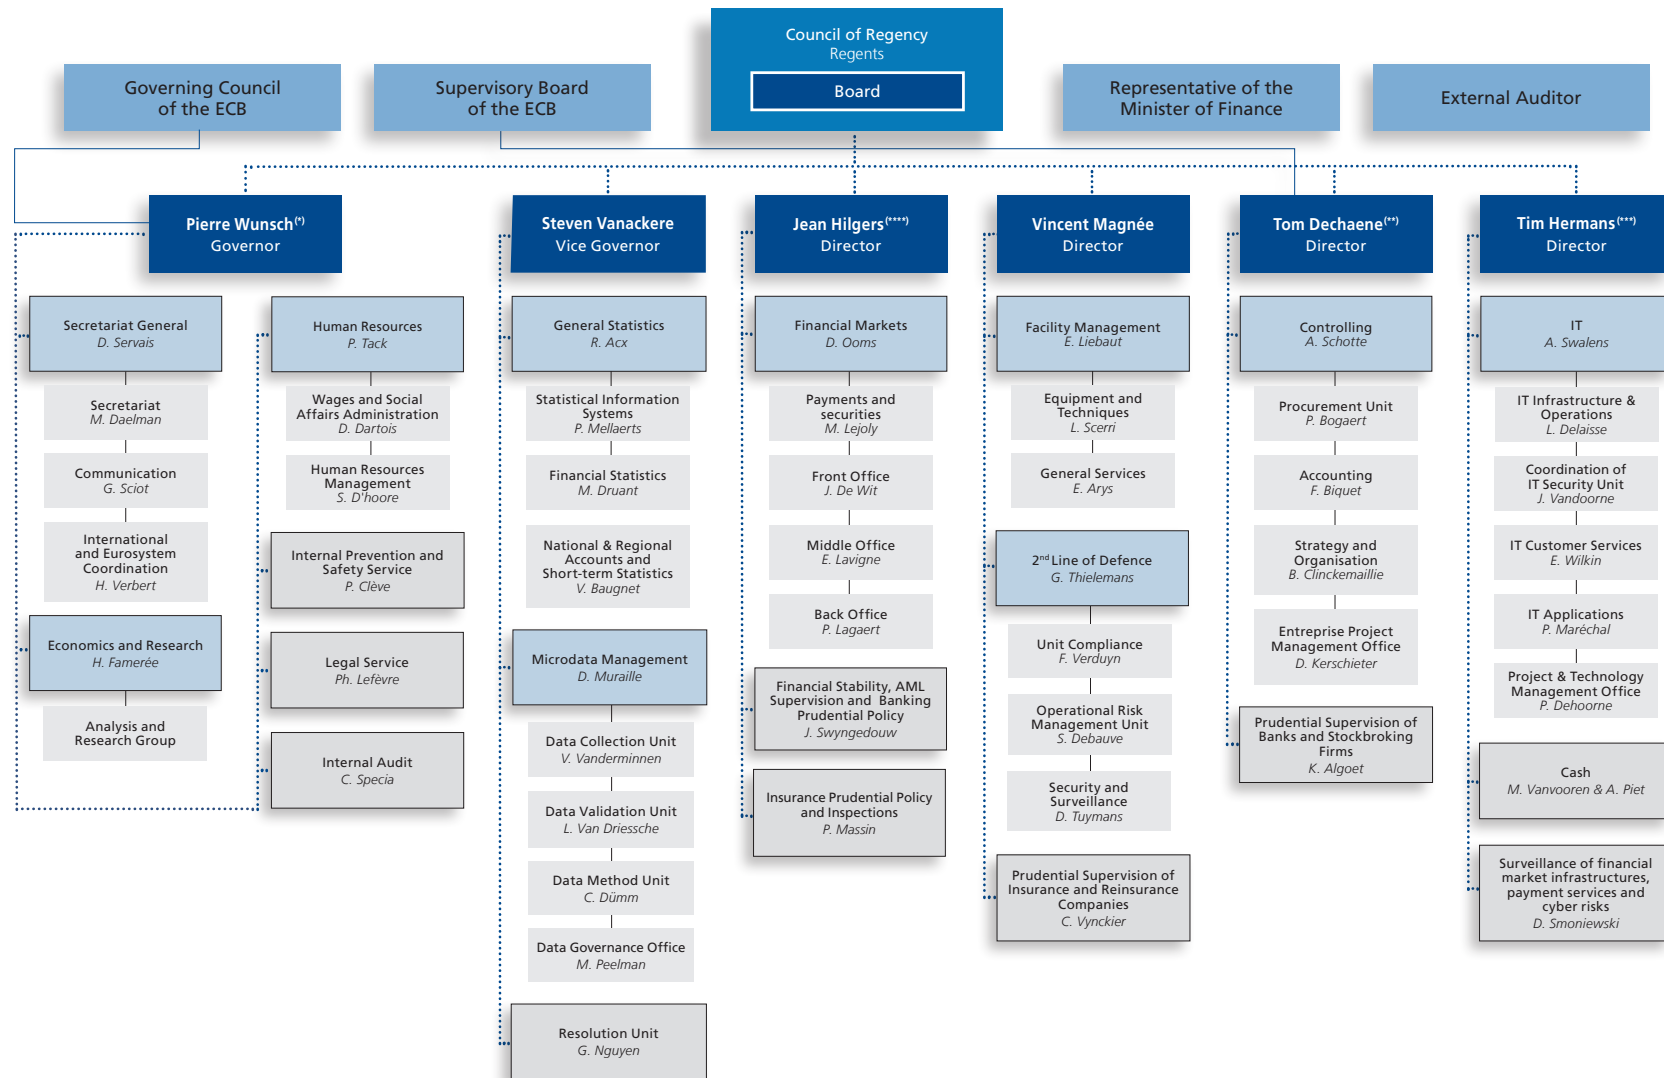 Council of Regency
Regents
Board
Governing Council
of the ECB
Supervisory Board
of the ECB
Representative of the
Minister of Finance
External Auditor
Pierre Wunsch(*)
Governor
Steven Vanackere
Vice Governor
Jean Hilgers(****)
Director
Vincent Magnée
Director
Tom Dechaene(**)
Director
Tim Hermans(***)
Director
Secretariat General
D. Servais
Secretariat
M. Daelman
Communication
G. Sciot
International
and Eurosystem
Coordination
H. Verbert
Economics and Research
H. Famerée
Analysis and
Research Group
Human Resources
P. Tack
Wages and Social
Affairs Administration
D. Dartois
Human Resources
Management
S. D'hoore
Internal Prevention and
Safety Service
P. Clève
Legal Service
Ph. Lefèvre
Internal Audit
C. Specia
General Statistics
R. Acx
Statistical Information
Systems
P. Mellaerts
Financial Statistics
M. Druant
National & Regional
Accounts and
Short-term Statistics
V. Baugnet
Microdata Management
D. Muraille
Data Collection Unit
V. Vanderminnen
Data Validation Unit
L. Van Driessche
Data Method Unit
C. Dümm
Data Governance Office
M. Peelman
Resolution Unit
G. Nguyen
Financial Markets
D. Ooms
Payments and
securities
M. Lejoly
Front Office
J. De Wit
Middle Office
E. Lavigne
Back Office
P. Lagaert
Financial Stability, AML
Supervision and Banking
Prudential Policy
J. Swyngedouw
Insurance Prudential Policy
and Inspections
P. Massin
Facility Management
E. Liebaut
Equipment and
Techniques
L. Scerri
General Services
E. Arys
2nd Line of Defence
G. Thielemans
Unit Compliance
F. Verduyn
Operational Risk
Management Unit
S. Debauve
Security and
Surveillance
D. Tuymans
Prudential Supervision of
Insurance and Reinsurance
Companies
C. Vynckier
Controlling
A. Schotte
Procurement Unit
P. Bogaert
Accounting
F. Biquet
Strategy and
Organisation
B. Clinckemaillie
Entreprise Project
Management Office
D. Kerschieter
Prudential Supervision of
Banks and Stockbroking
Firms
K. Algoet
IT
A. Swalens
IT Infrastructure &
Operations
L. Delaisse
Coordination of
IT Security Unit
J. Vandoorne
IT Customer Services
E. Wilkin
IT Applications
P. Maréchal
Project & Technology
Management Office
P. Dehoorne
Cash
M. Vanvooren & A. Piet
Surveillance of financial
market infrastructures,
payment services and
cyber risks
D. Smoniewski